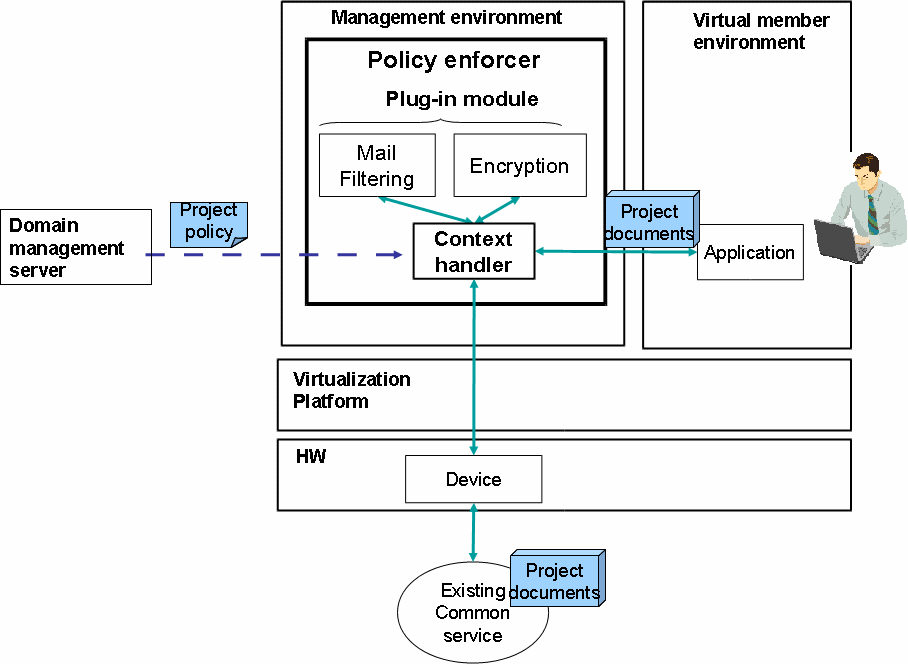 Management environment
Virtual member
environment
Policy enforcer
Plug-in module
Mail
Filtering
Encryption
Project
policy
Domain
management
server
Context
handler
Project
documents
Application
Virtualization
Platform
HW
Device
Existing
Common
service
Project
documents